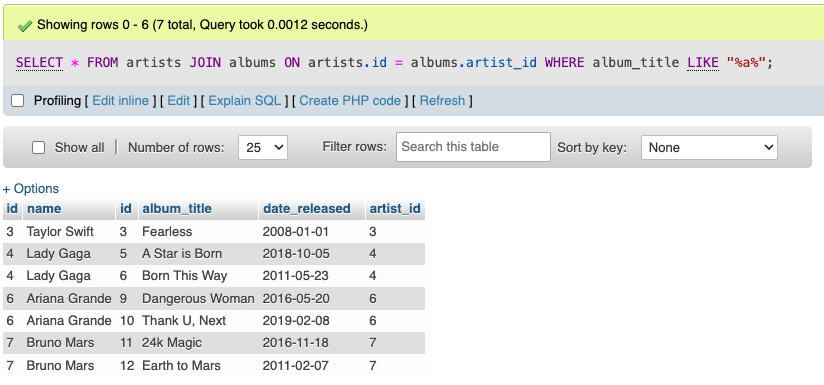 Showing rows 0 - 6 (7 total, Query took 0.0012 seconds.)
SELECT * FROM artists JOIN albums ON artists.id = albums.artist_id WHERE album_title LIKE "%a%";
Profiling [ Edit inline ] [ Edit ] [ Explain SQL ] [ Create PHP code ] [ Refresh ]
Show all | Number of rows: 25 Filter rows: Search this table Sort by key: None
+ Options
id name id album_title date_released artist_id
3 Taylor Swift 3 Fearless 2008-01-01 3
4 Lady Gaga 5 A Star is Born 2018-10-05 4
4 Lady Gaga 6 Born This Way 2011-05-23 4
6 Ariana Grande 9 Dangerous Woman 2016-05-20 6
6 Ariana Grande 10 Thank U, Next 2019-02-08 6
7 Bruno Mars 11 24k Magic 2016-11-18 7
7 Bruno Mars 12 Earth to Mars 2011-02-07 7